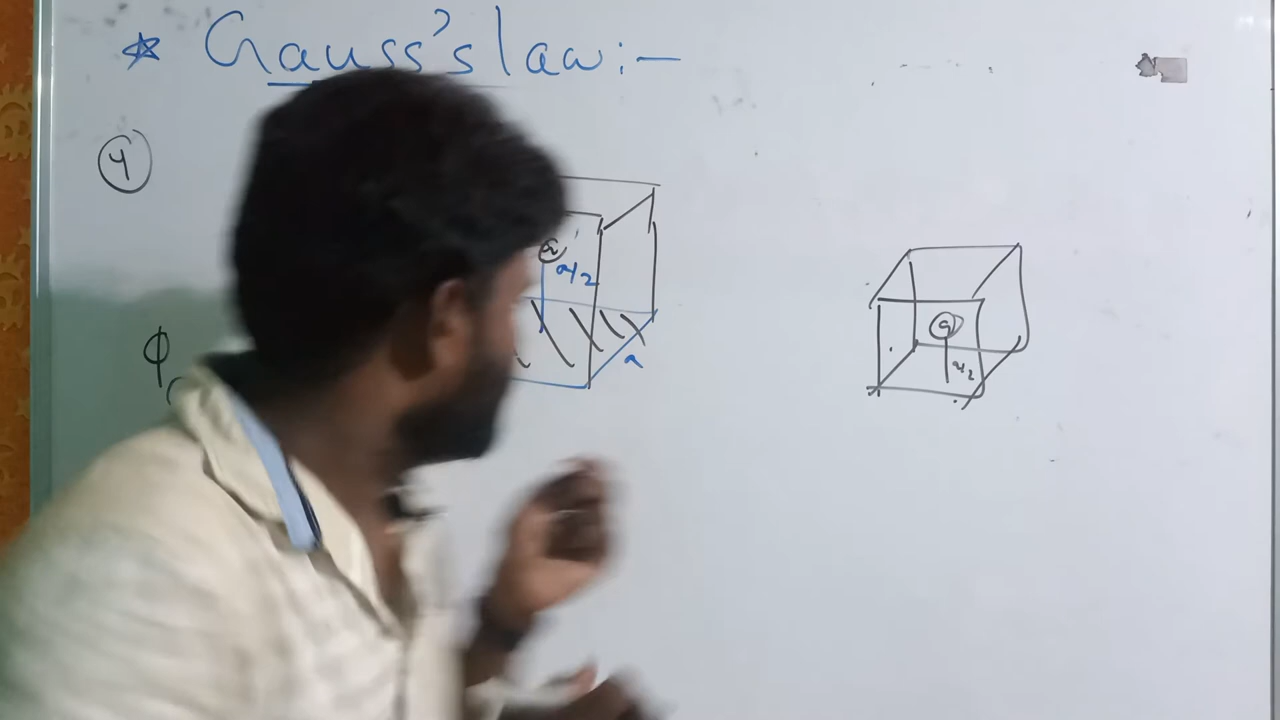 * Gauss's law:-
4
Q
a/2
a
Q
a/2
Φ